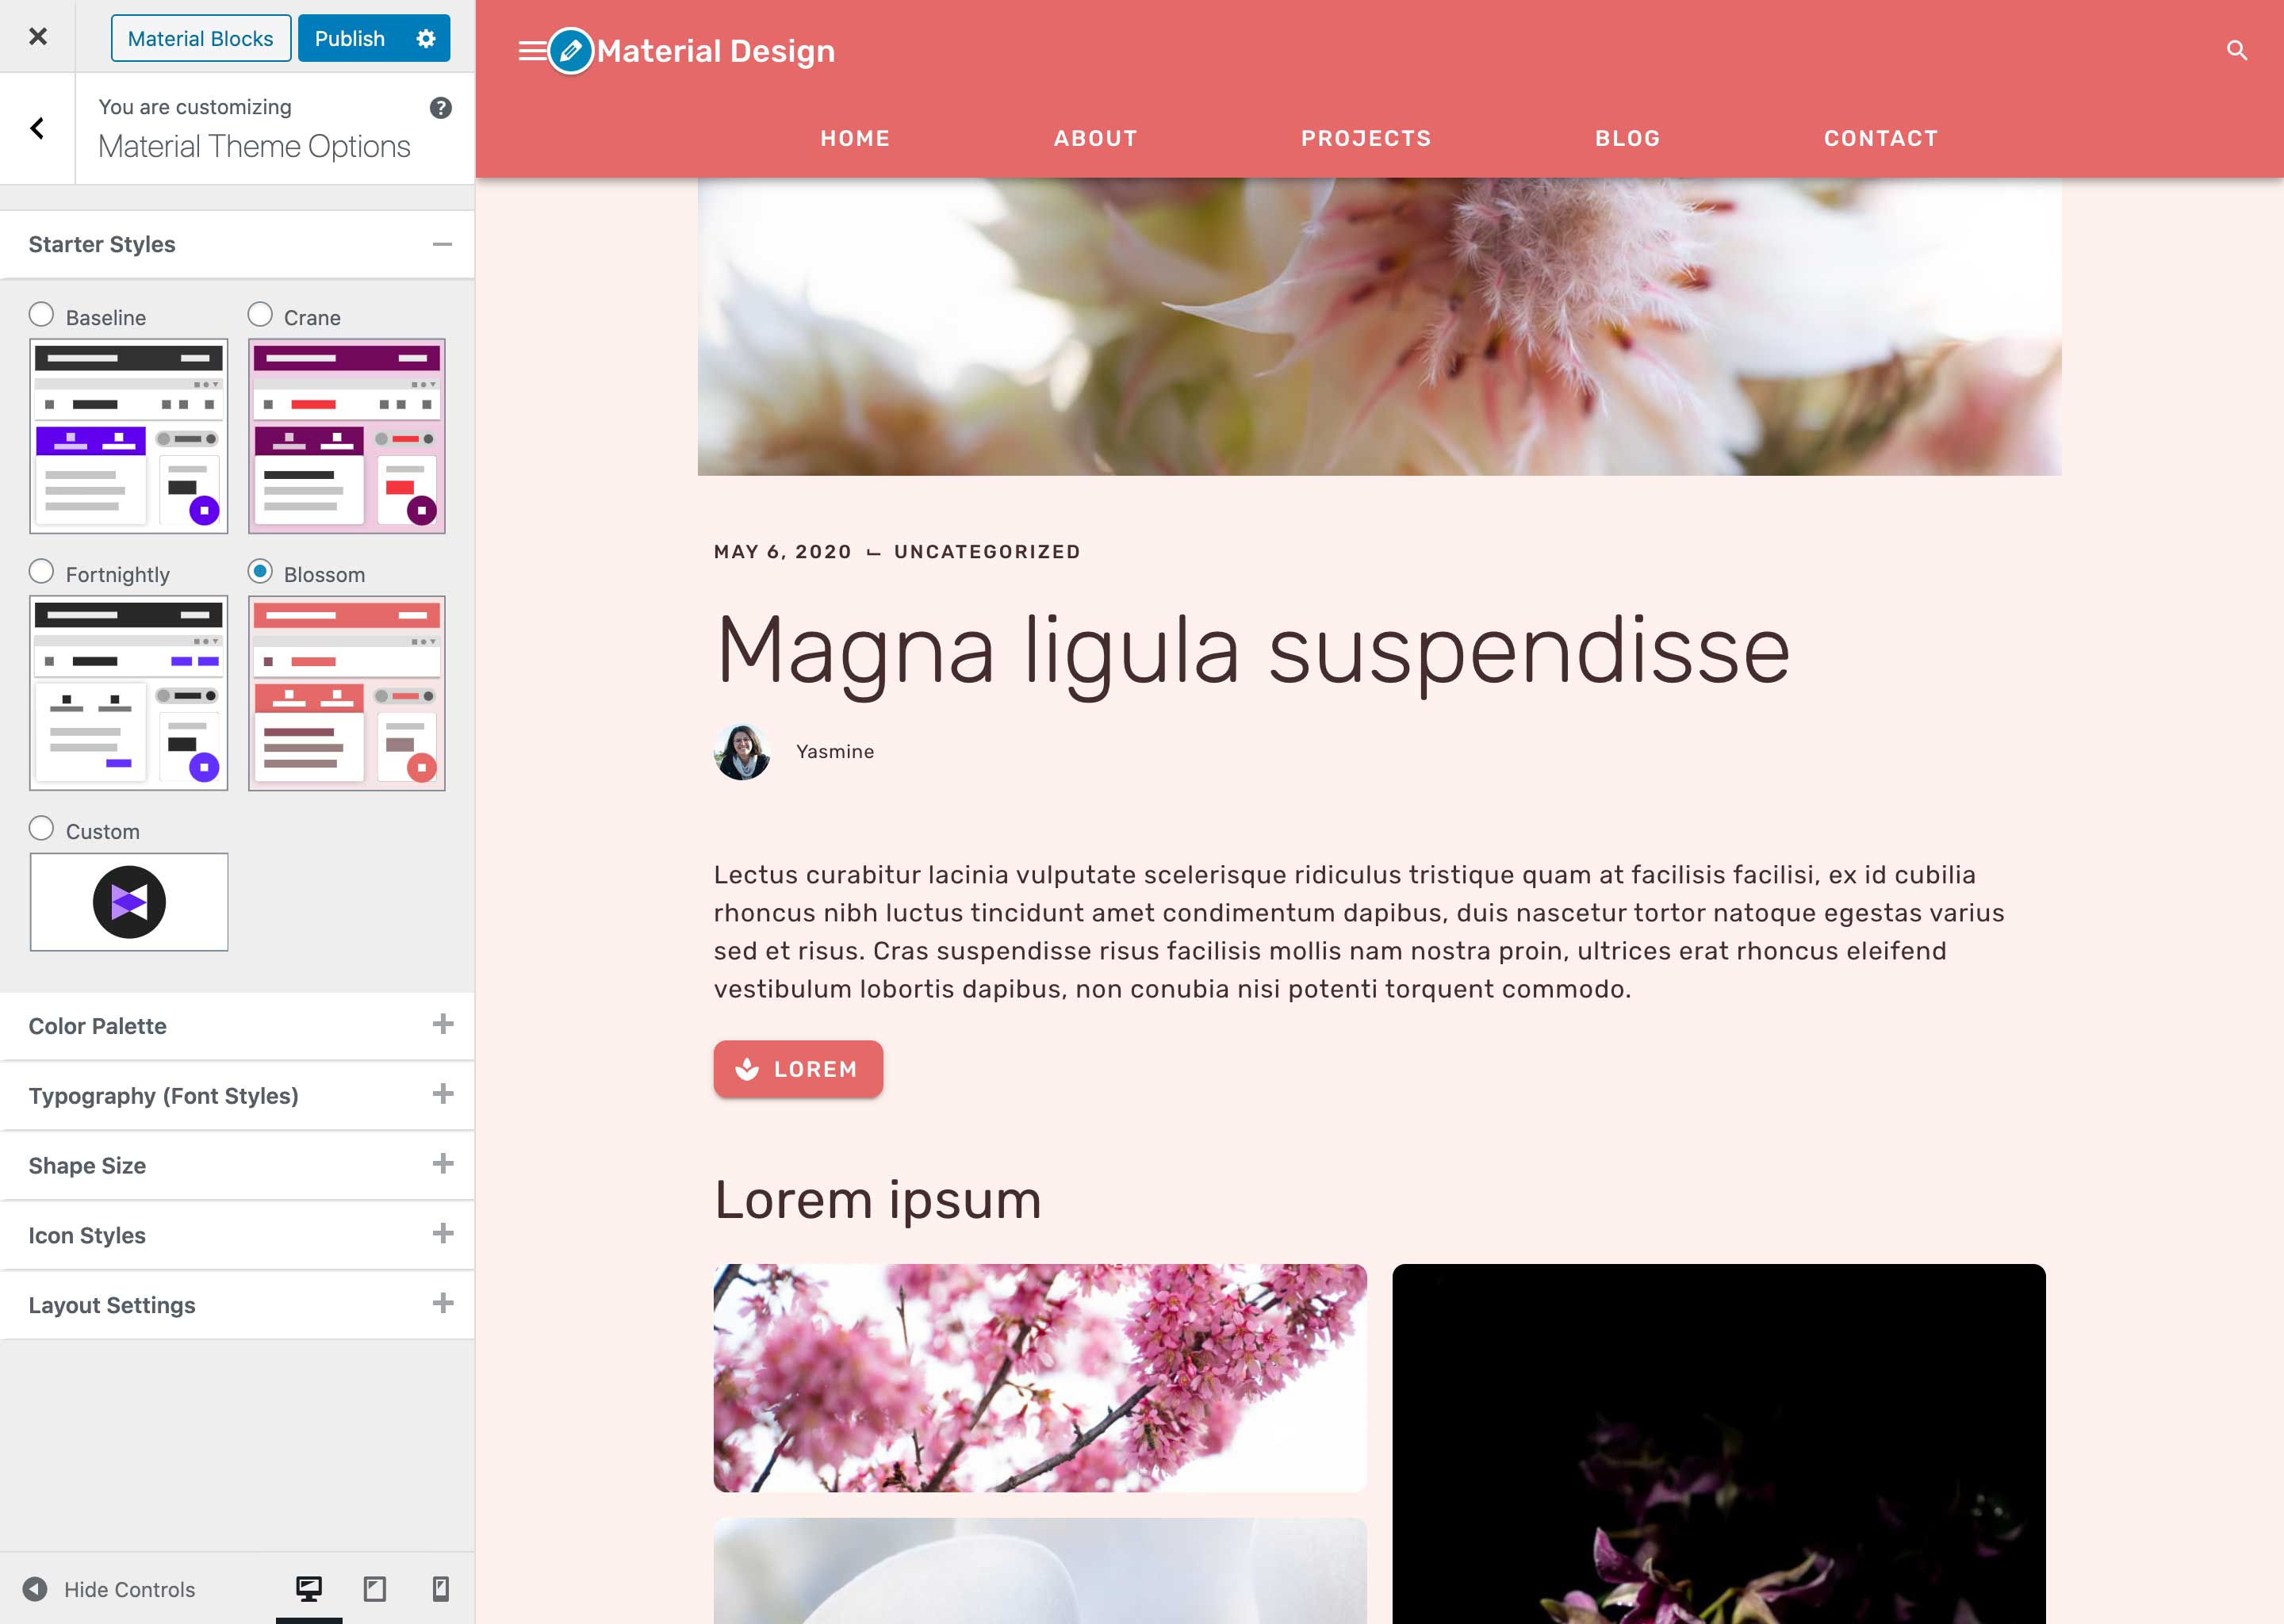 Material Blocks
Publish
You are customizing
Material Theme Options
Starter Styles
Baseline
Crane
Fortnightly
Blossom
Custom
Color Palette
Typography (Font Styles)
Shape Size
Icon Styles
Layout Settings
Hide Controls
Material Design
HOME ABOUT PROJECTS BLOG CONTACT
MAY 6, 2020 — UNCATEGORIZED
Magna ligula suspendisse
Yasmine
Lectus curabitur lacinia vulputate scelerisque ridiculus tristique quam at facilisis facilisi, ex id cubilia
rhoncus nibh luctus tincidunt amet condimentum dapibus, duis nascetur tortor natoque egestas varius
sed et risus. Cras suspendisse risus facilisis mollis nam nostra proin, ultrices erat rhoncus eleifend
vestibulum lobortis dapibus, non conubia nisi potenti torquent commodo.
LOREM
Lorem ipsum